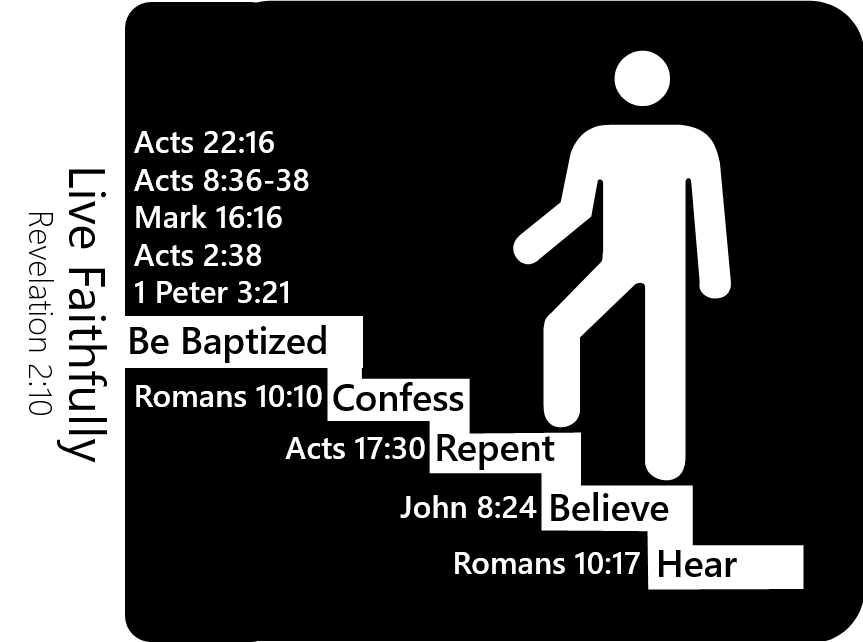 Live Faithfully
Revelation 2:10
Acts 22:16
Acts 8:36-38
Mark 16:16
Acts 2:38
1 Peter 3:21
Be Baptized
Romans 10:10 Confess
Acts 17:30 Repent
John 8:24 Believe
Romans 10:17 Hear